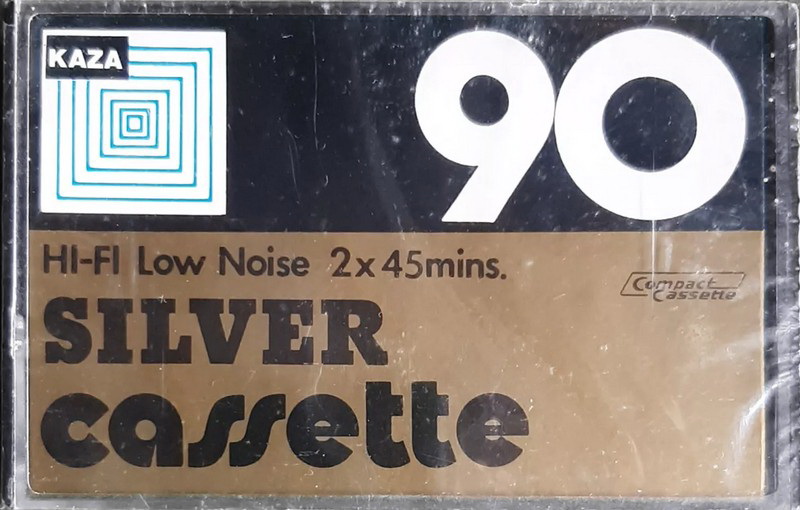 KAZA
90
HI-FI Low Noise 2x45mins.
Compact
Cassette
SILVER
cassette